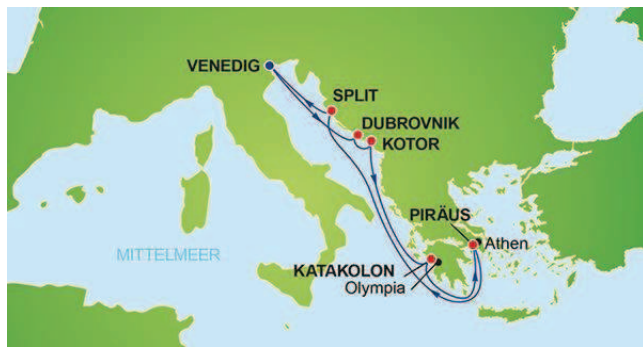 VENEDIG
SPLIT
DUBROVNIK
KOTOR
PIRÄUS
Athen
MITTELMEER
KATAKOLON
Olympia